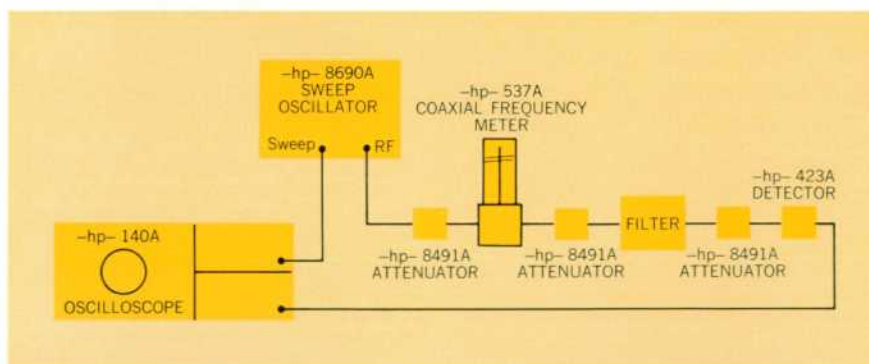 -hp- 8690A
SWEEP
OSCILLATOR
Sweep
RF
-hp- 537A
COAXIAL FREQUENCY
METER
-hp- 423A
DETECTOR
FILTER
-hp- 8491A
ATTENUATOR
-hp- 8491A
ATTENUATOR
-hp- 8491A
ATTENUATOR
-hp- 140A
OSCILLOSCOPE